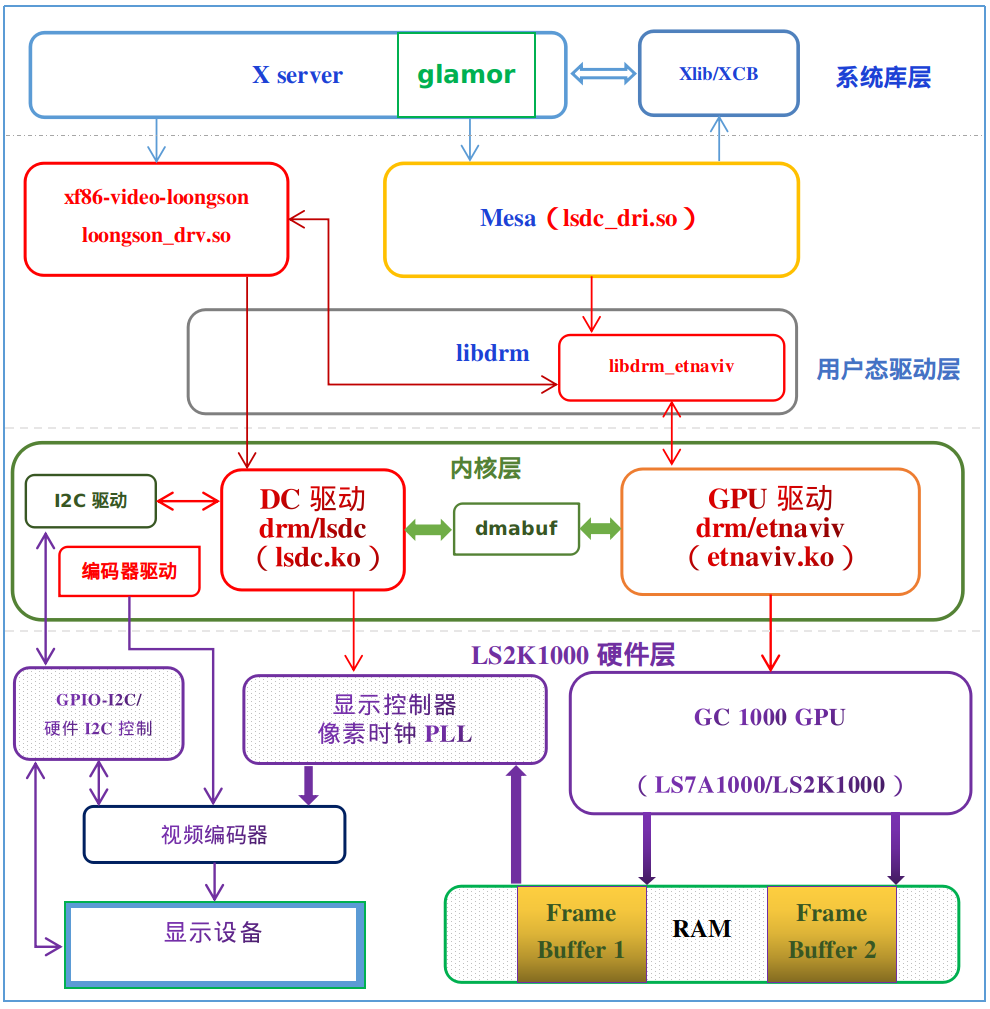 X server
glamor
Xlib/XCB
系统库层
xf86-video-loongson
loongson_drv.so
Mesa（lsdc_dri.so）
libdrm
libdrm_etnaviv
用户态驱动层
内核层
I2C 驱动
编码器驱动
DC 驱动
drm/lsdc
（lsdc.ko）
dmabuf
GPU 驱动
drm/etnaviv
（etnaviv.ko）
LS2K1000 硬件层
GPIO-I2C/
硬件 I2C 控制
显示控制器
像素时钟 PLL
GC 1000 GPU
（LS7A1000/LS2K1000）
视频编码器
显示设备
Frame
Buffer 1
RAM
Frame
Buffer 2